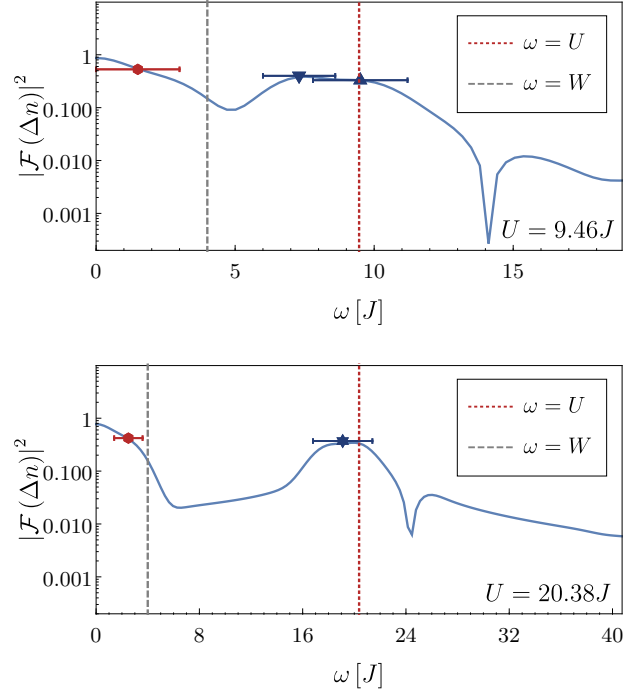 |ℱ(Δn)|²
1
0.100
0.010
0.001
ω = U
ω = W
U = 9.46J
0 5 10 15
ω [J]
|ℱ(Δn)|²
1
0.100
0.010
0.001
ω = U
ω = W
U = 20.38J
0 8 16 24 32 40
ω [J]